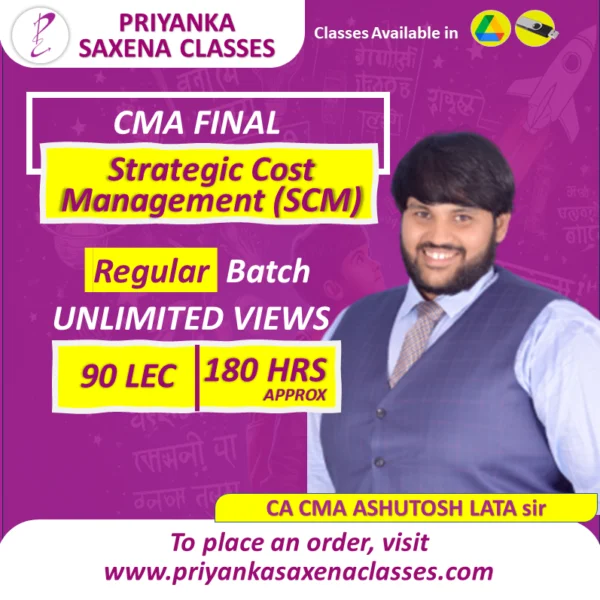 PRIYANKA
SAXENA CLASSES
Classes Available in
CMA FINAL
Strategic Cost
Management (SCM)
Regular Batch
UNLIMITED VIEWS
90 LEC
180 HRS
APPROX
CA CMA ASHUTOSH LATA sir
To place an order, visit
www.priyankasaxenaclasses.com